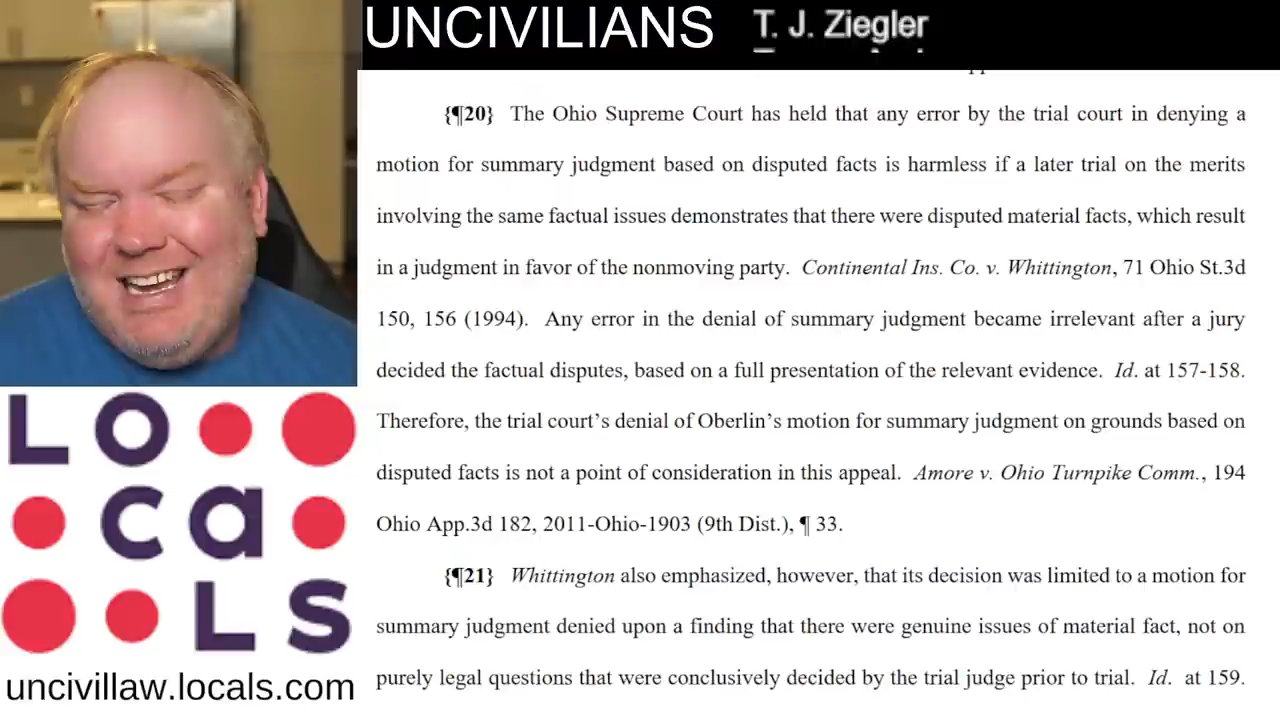 UNCIVILIANS
T. J. Ziegler
{¶20} The Ohio Supreme Court has held that any error by the trial court in denying a
motion for summary judgment based on disputed facts is harmless if a later trial on the merits
involving the same factual issues demonstrates that there were disputed material facts, which result
in a judgment in favor of the nonmoving party. Continental Ins. Co. v. Whittington, 71 Ohio St.3d
150, 156 (1994). Any error in the denial of summary judgment became irrelevant after a jury
decided the factual disputes, based on a full presentation of the relevant evidence. Id. at 157-158.
Therefore, the trial court’s denial of Oberlin’s motion for summary judgment on grounds based on
disputed facts is not a point of consideration in this appeal. Amore v. Ohio Turnpike Comm., 194
Ohio App.3d 182, 2011-Ohio-1903 (9th Dist.), ¶ 33.
{¶21} Whittington also emphasized, however, that its decision was limited to a motion for
summary judgment denied upon a finding that there were genuine issues of material fact, not on
purely legal questions that were conclusively decided by the trial judge prior to trial. Id. at 159.
LO
ca
LS
uncivillaw.locals.com